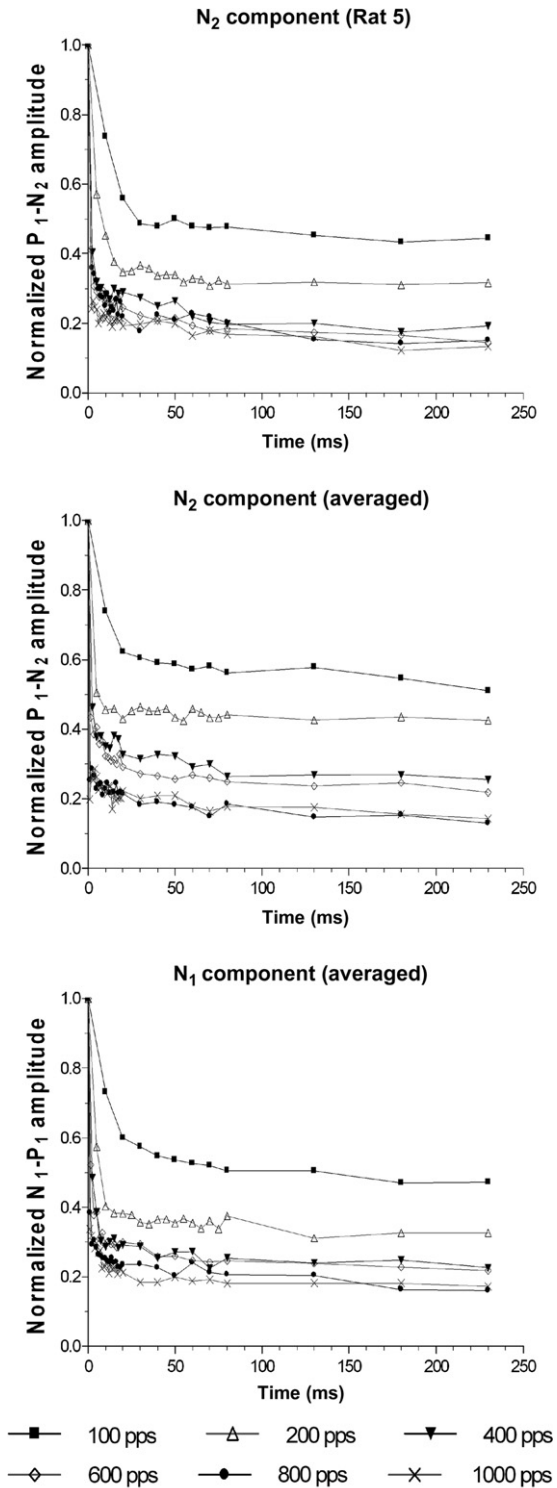 N₂ component (Rat 5)
Normalized P₁-N₂ amplitude
1.0
0.8
0.6
0.4
0.2
0.0
0 50 100 150 200 250
Time (ms)
N₂ component (averaged)
Normalized P₁-N₂ amplitude
1.0
0.8
0.6
0.4
0.2
0.0
0 50 100 150 200 250
Time (ms)
N₁ component (averaged)
Normalized N₁-P₁ amplitude
1.0
0.8
0.6
0.4
0.2
0.0
0 50 100 150 200 250
Time (ms)
100 pps 200 pps 400 pps
600 pps 800 pps 1000 pps